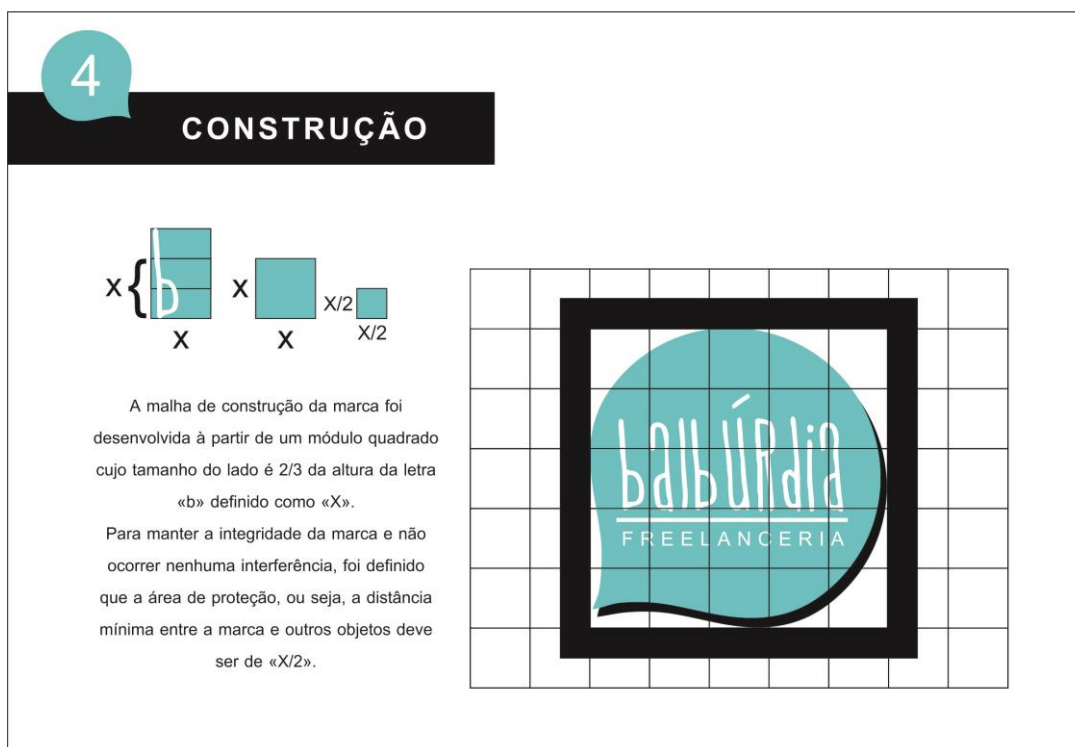 4
CONSTRUÇÃO
b
X {
X
X
X
X/2
X/2
A malha de construção da marca foi
desenvolvida à partir de um módulo quadrado
cujo tamanho do lado é 2/3 da altura da letra
«b» definido como «X».
Para manter a integridade da marca e não
ocorrer nenhuma interferência, foi definido
que a área de proteção, ou seja, a distância
mínima entre a marca e outros objetos deve
ser de «X/2».
balbÚRdia
FREELANCERIA